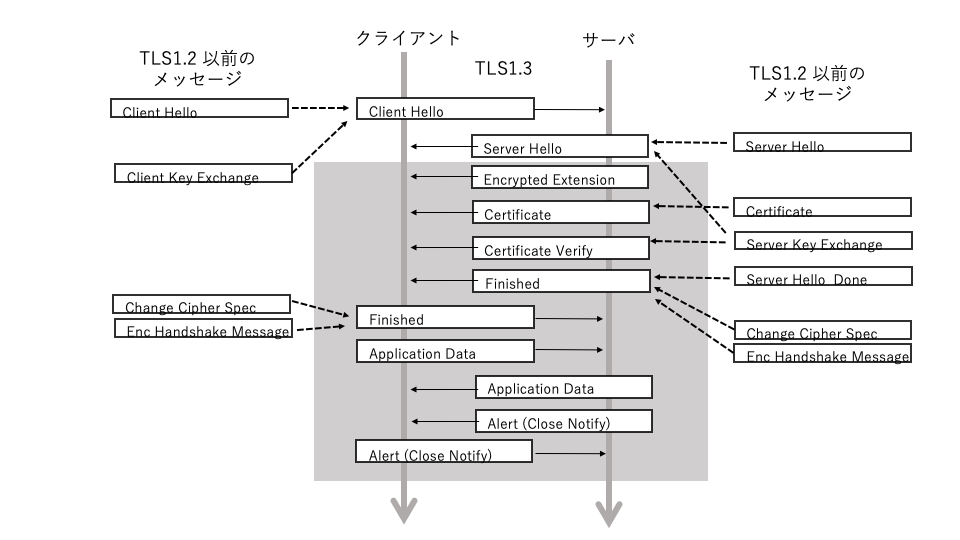 クライアント
サーバ
TLS1.2 以前の
メッセージ
TLS1.3
TLS1.2 以前の
メッセージ
Client Hello
Client Hello
Server Hello
Server Hello
Client Key Exchange
Encrypted Extension
Certificate
Certificate
Certificate Verify
Server Key Exchange
Finished
Server Hello Done
Change Cipher Spec
Enc Handshake Message
Finished
Change Cipher Spec
Enc Handshake Message
Application Data
Application Data
Alert (Close Notify)
Alert (Close Notify)